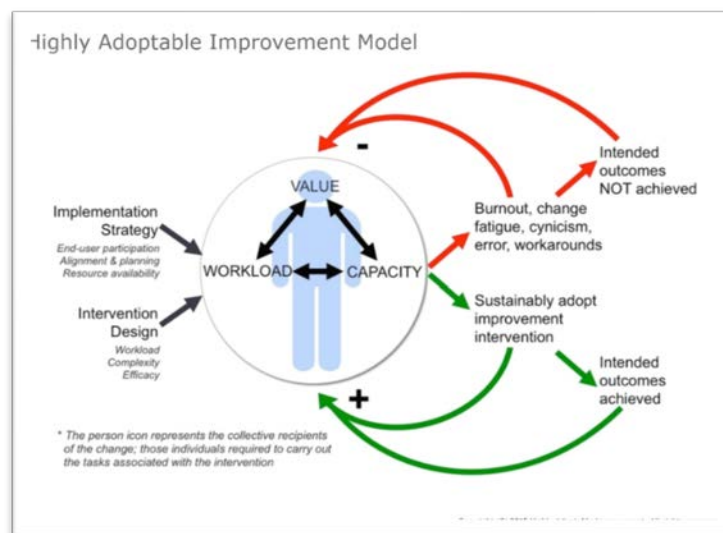 Highly Adoptable Improvement Model
-
VALUE
WORKLOAD
CAPACITY
+
Implementation
Strategy
End-user participation
Alignment & planning
Resource availability
Intervention
Design
Workload
Complexity
Efficacy
Burnout, change
fatigue, cynicism,
error, workarounds
Intended
outcomes
NOT achieved
Sustainably adopt
improvement
intervention
Intended
outcomes
achieved
* The person icon represents the collective recipients
of the change; those individuals required to carry out
the tasks associated with the intervention